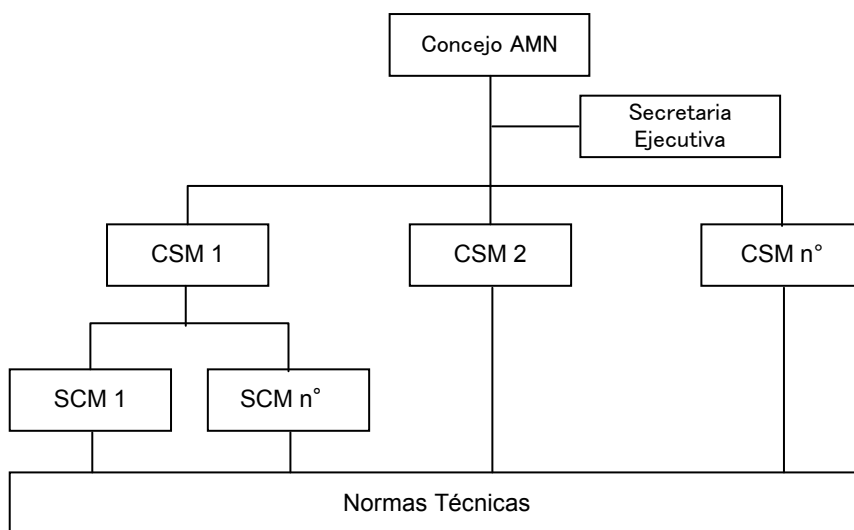 Concejo AMN
Secretaria
Ejecutiva
CSM 1
CSM 2
CSM n°
SCM 1
SCM n°
Normas Técnicas